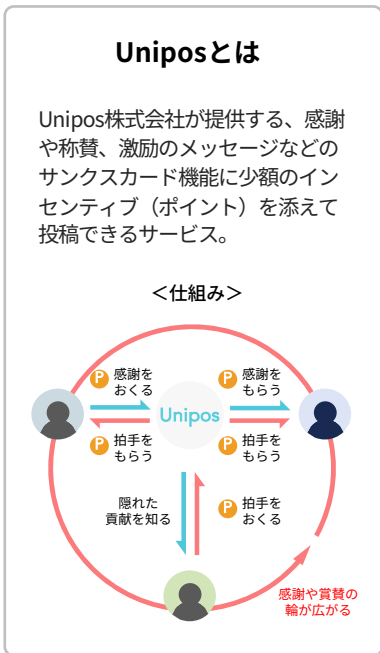 Uniposとは
Unipos株式会社が提供する、感謝
や称賛、激励のメッセージなどの
サンクスカード機能に少額のイン
センティブ（ポイント）を添えて
投稿できるサービス。
＜仕組み＞
P 感謝を
おくる
P 感謝を
もらう
Unipos
P 拍手を
もらう
P 拍手を
もらう
隠れた
貢献を知る
P 拍手を
おくる
感謝や賞賛の
輪が広がる